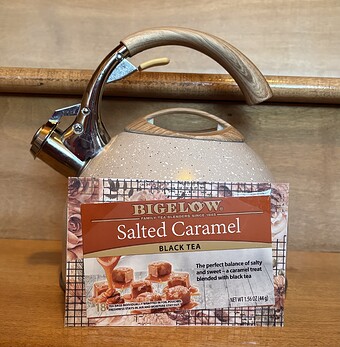 BIGELOW®
FAMILY TEA BLENDERS SINCE 1945
Salted Caramel
BLACK TEA
The perfect balance of salty
and sweet – a caramel treat
blended with black tea
NET WT 1.56 OZ (44 g)